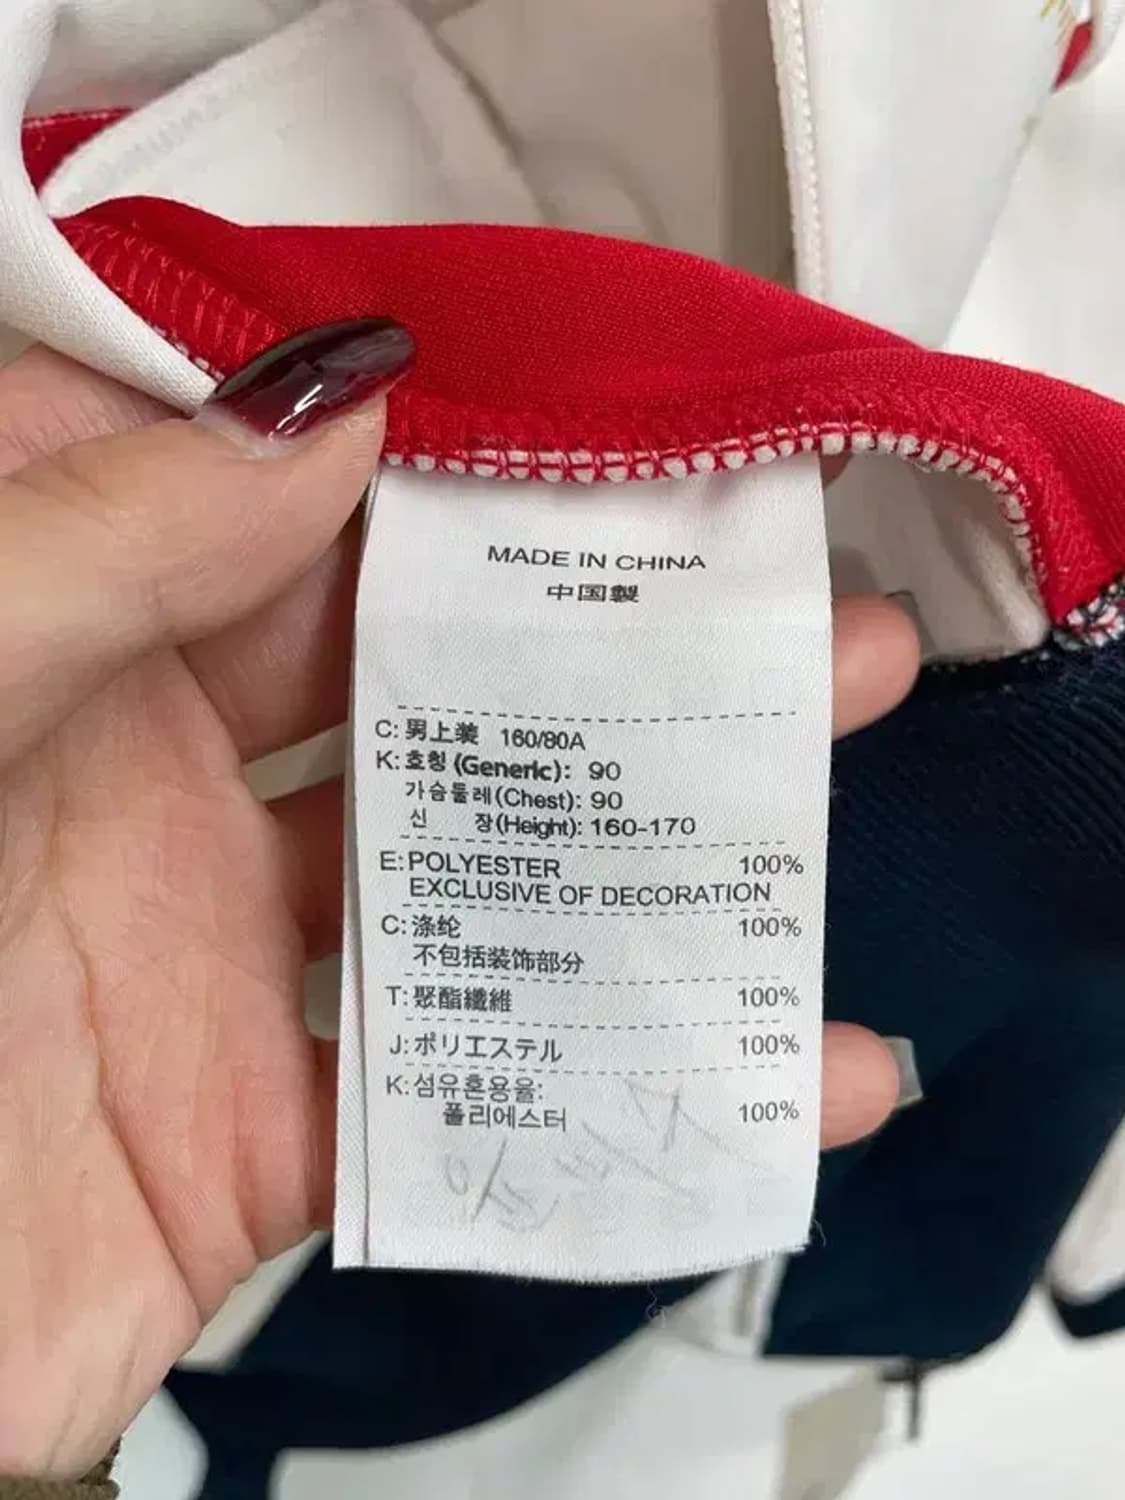 MADE IN CHINA
中国製
C: 男上装 160/80A
K: 호칭 (Generic): 90
가슴둘레(Chest): 90
신 장(Height): 160-170
E: POLYESTER 100%
EXCLUSIVE OF DECORATION
C: 涤纶 100%
不包括装饰部分
T: 聚酯纖維 100%
J: ポリエステル 100%
K: 섬유혼용율:
폴리에스터 100%